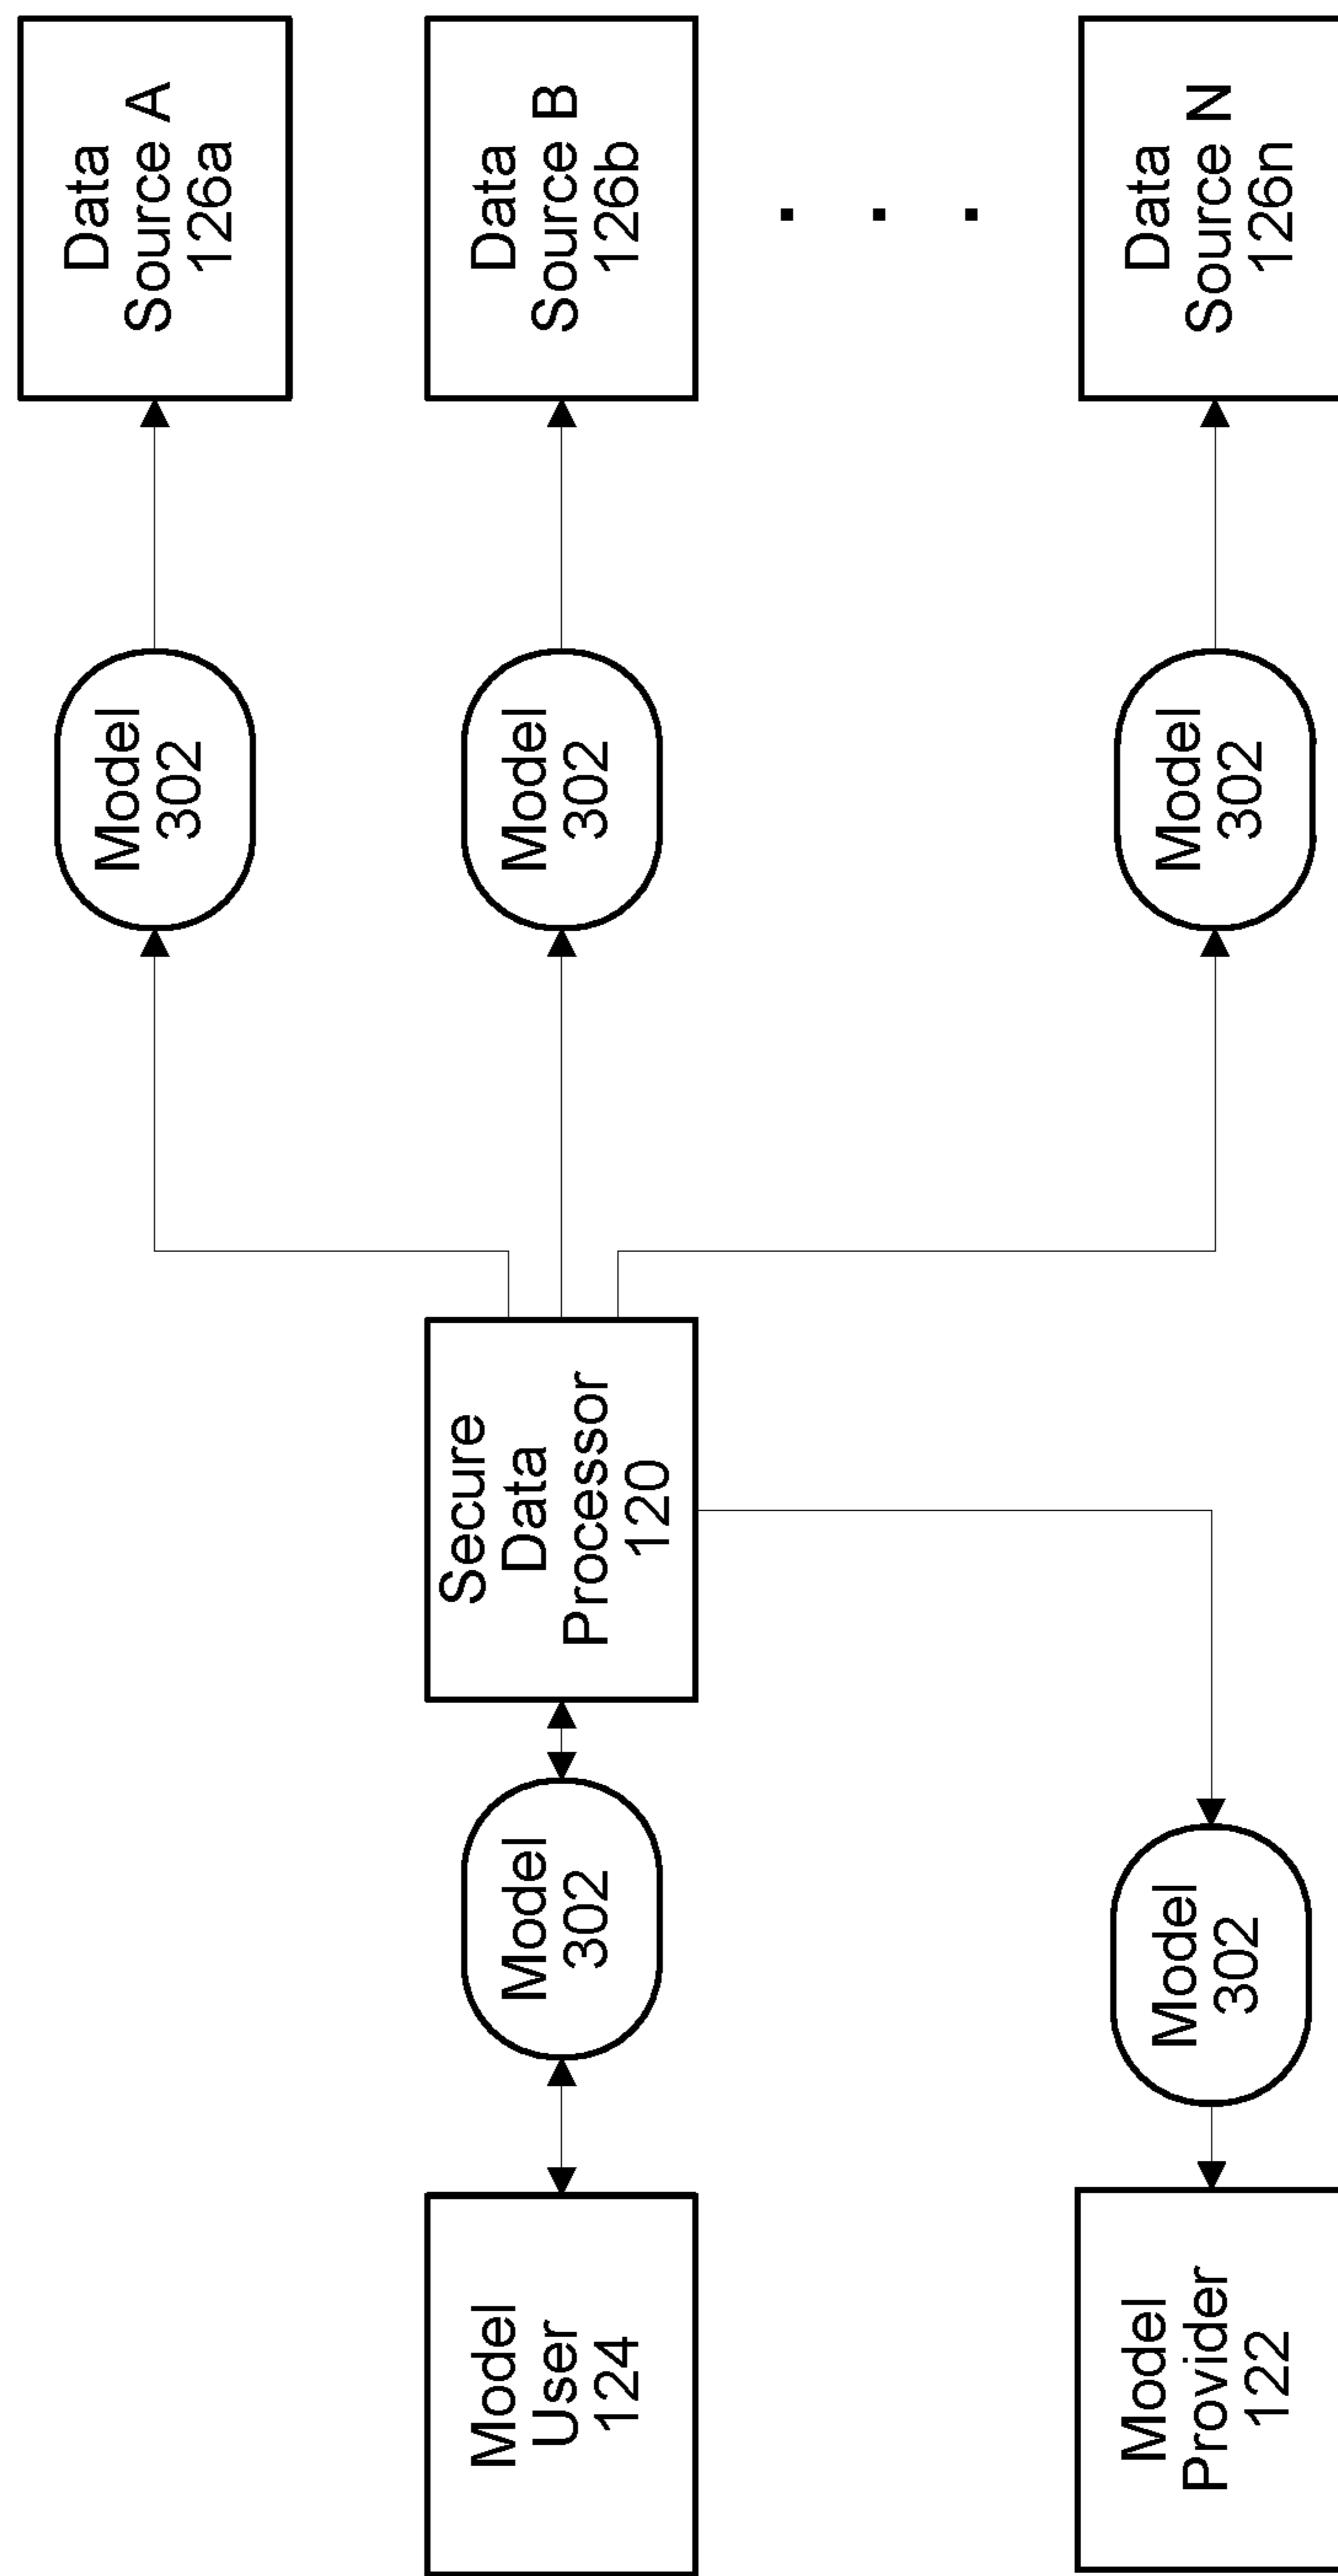 Data
Source A
126a
Model
302
Model
User
124
Model
302
Secure
Data
Processor
120
Model
302
Data
Source B
126b
. . .
Model
Provider
122
Model
302
Model
302
Data
Source N
126n